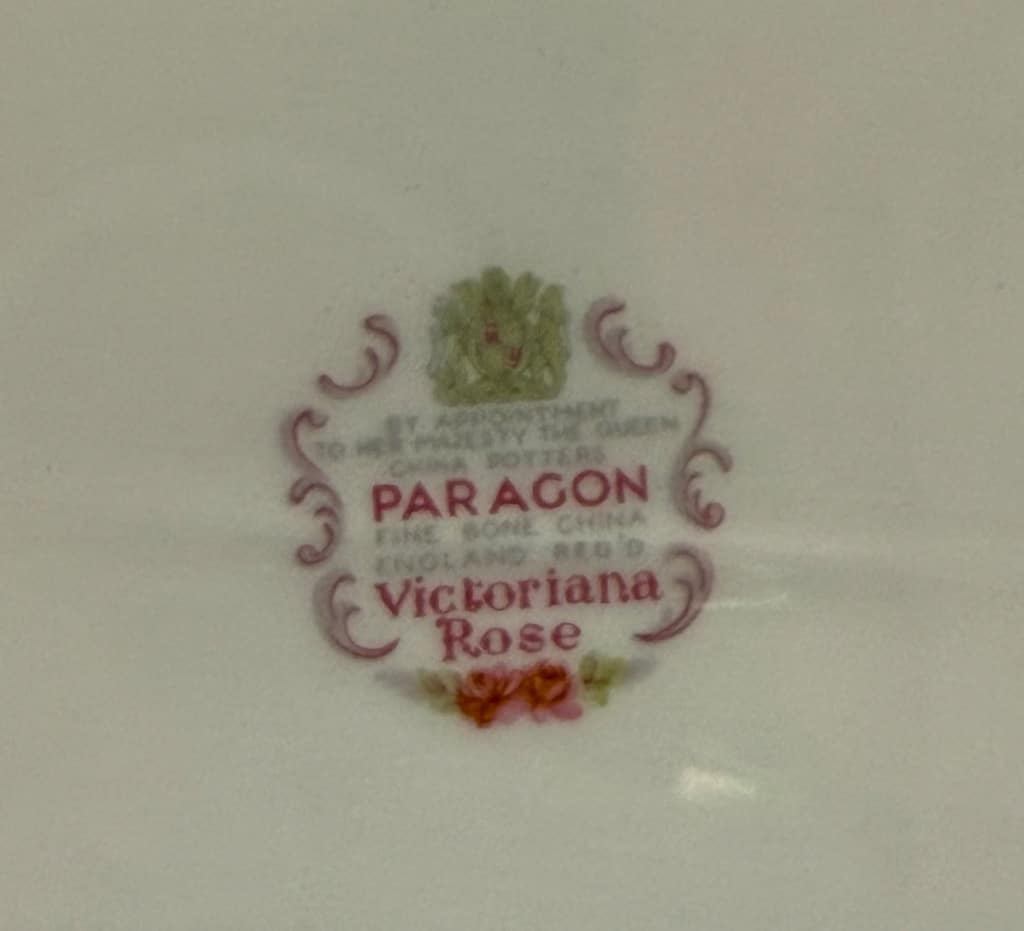 BY APPOINTMENT
TO HER MAJESTY THE QUEEN
CHINA POTTERS
PARAGON
FINE BONE CHINA
ENGLAND REG'D
Victoriana
Rose